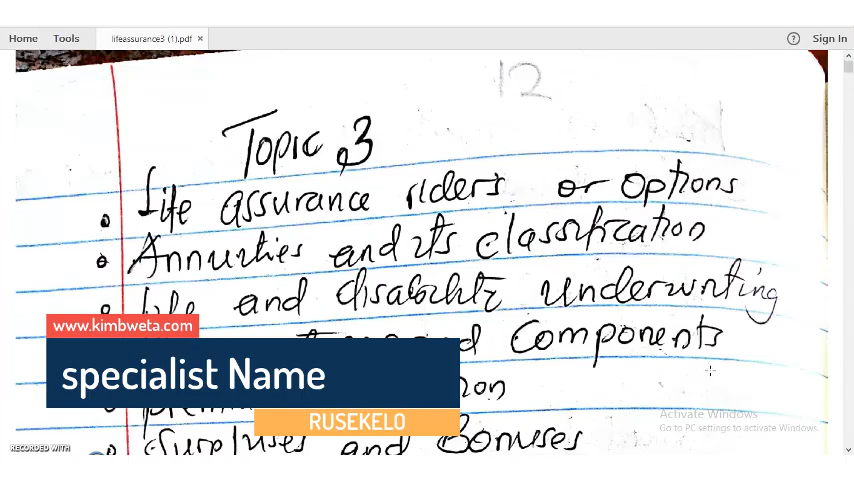 Home Tools lifeassurance3 (1).pdf × ? Sign In
12
Topic 3
Life assurance riders or options
Annuities and its classification
Life and disability underwriting
Components
www.kimbweta.com
specialist Name
RUSEKELO
Surpluses and Bonuses
Activate Windows
Go to PC settings to activate Windows.
RECORDED WITH